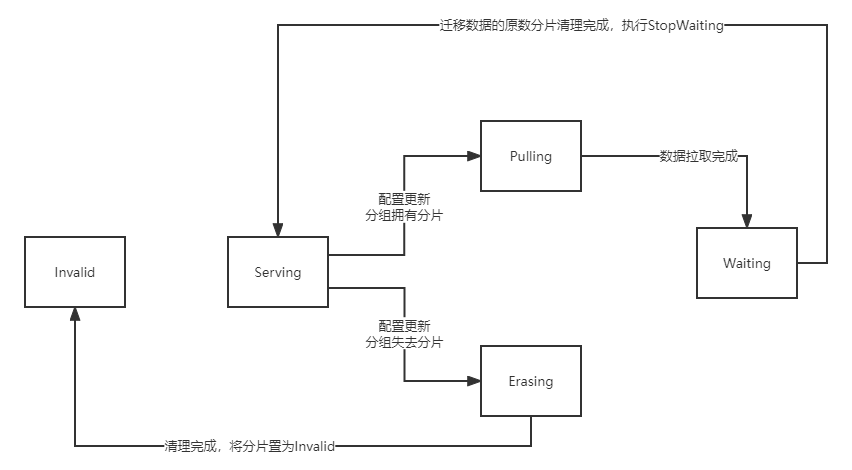 迁移数据的原数分片清理完成，执行StopWaiting
Pulling
数据拉取完成
配置更新
分组拥有分片
Invalid
Serving
Waiting
配置更新
分组失去分片
Erasing
清理完成，将分片置为Invalid